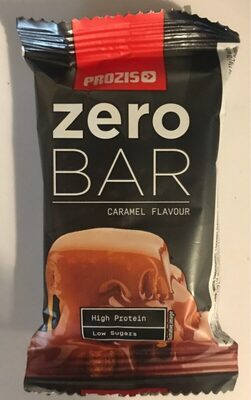 PROZIS
zero
BAR
CARAMEL FLAVOUR
High Protein
Low Sugars